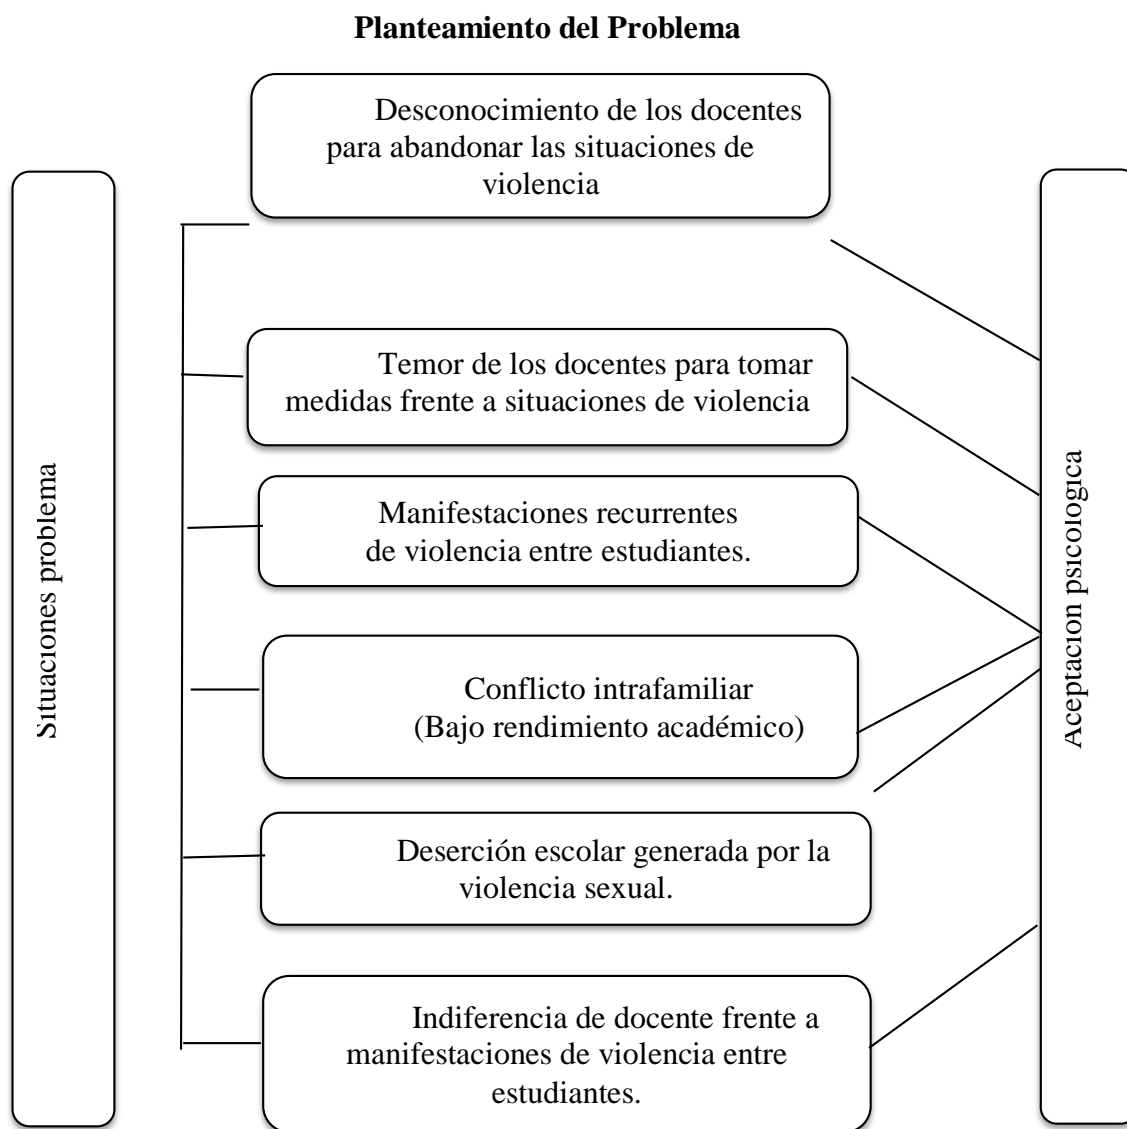 Planteamiento del Problema
Desconocimiento de los docentes
para abandonar las situaciones de
violencia
Situaciones problema
Temor de los docentes para tomar
medidas frente a situaciones de violencia
Manifestaciones recurrentes
de violencia entre estudiantes.
Conflicto intrafamiliar
(Bajo rendimiento académico)
Deserción escolar generada por la
violencia sexual.
Indiferencia de docente frente a
manifestaciones de violencia entre
estudiantes.
Aceptacion psicologica